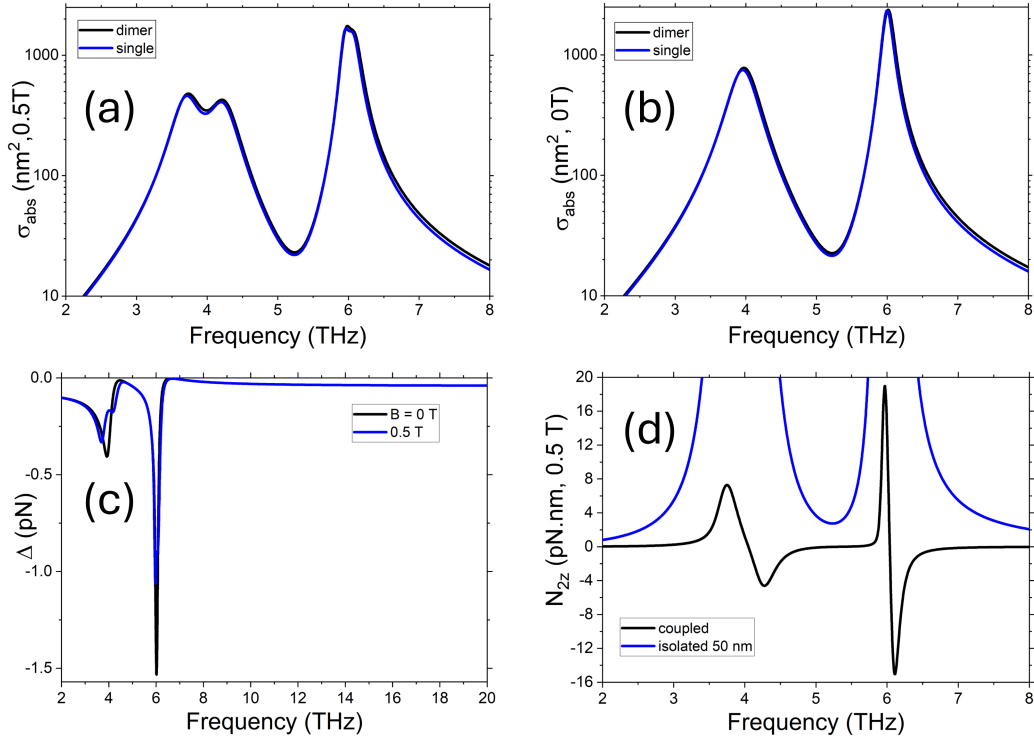 dimer
single
(a)
σabs (nm², 0.5T)
1000
100
10
2 3 4 5 6 7 8
Frequency (THz)
dimer
single
(b)
σabs (nm², 0T)
1000
100
10
2 3 4 5 6 7 8
Frequency (THz)
B = 0 T
0.5 T
(c)
Δ (pN)
0.0
-0.5
-1.0
-1.5
2 4 6 8 10 12 14 16 18 20
Frequency (THz)
(d)
N2z (pN.nm, 0.5 T)
20
16
12
8
4
0
-4
-8
-12
-16
coupled
isolated 50 nm
2 3 4 5 6 7 8
Frequency (THz)